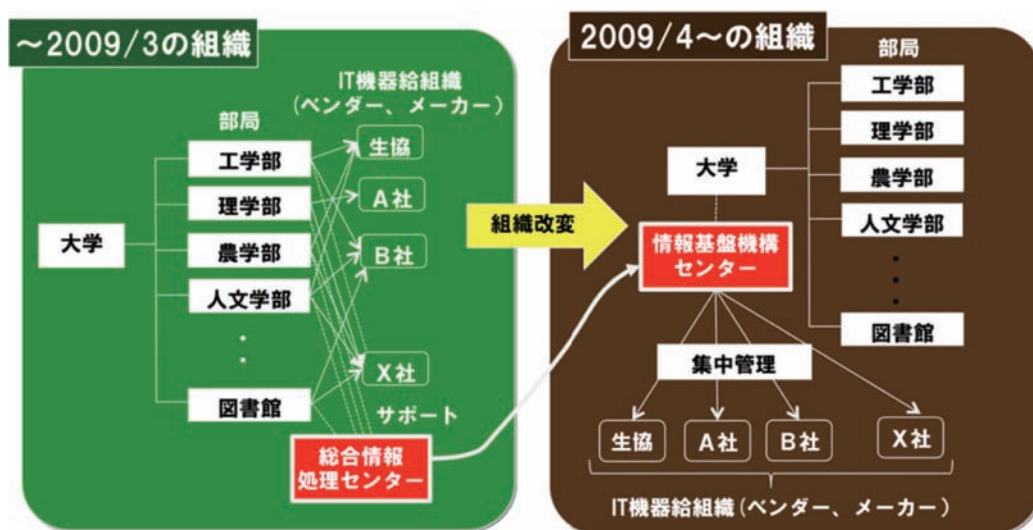 ～2009/3の組織
IT機器給組織
(ベンダー、メーカー)
部局
工学部
理学部
農学部
人文学部
・
・
図書館
大学
生協
A社
B社
X社
サポート
総合情報
処理センター
組織改変
2009/4～の組織
部局
工学部
理学部
農学部
人文学部
・
・
・
・
図書館
大学
情報基盤機構
センター
集中管理
生協
A社
B社
X社
IT機器給組織(ベンダー、メーカー)